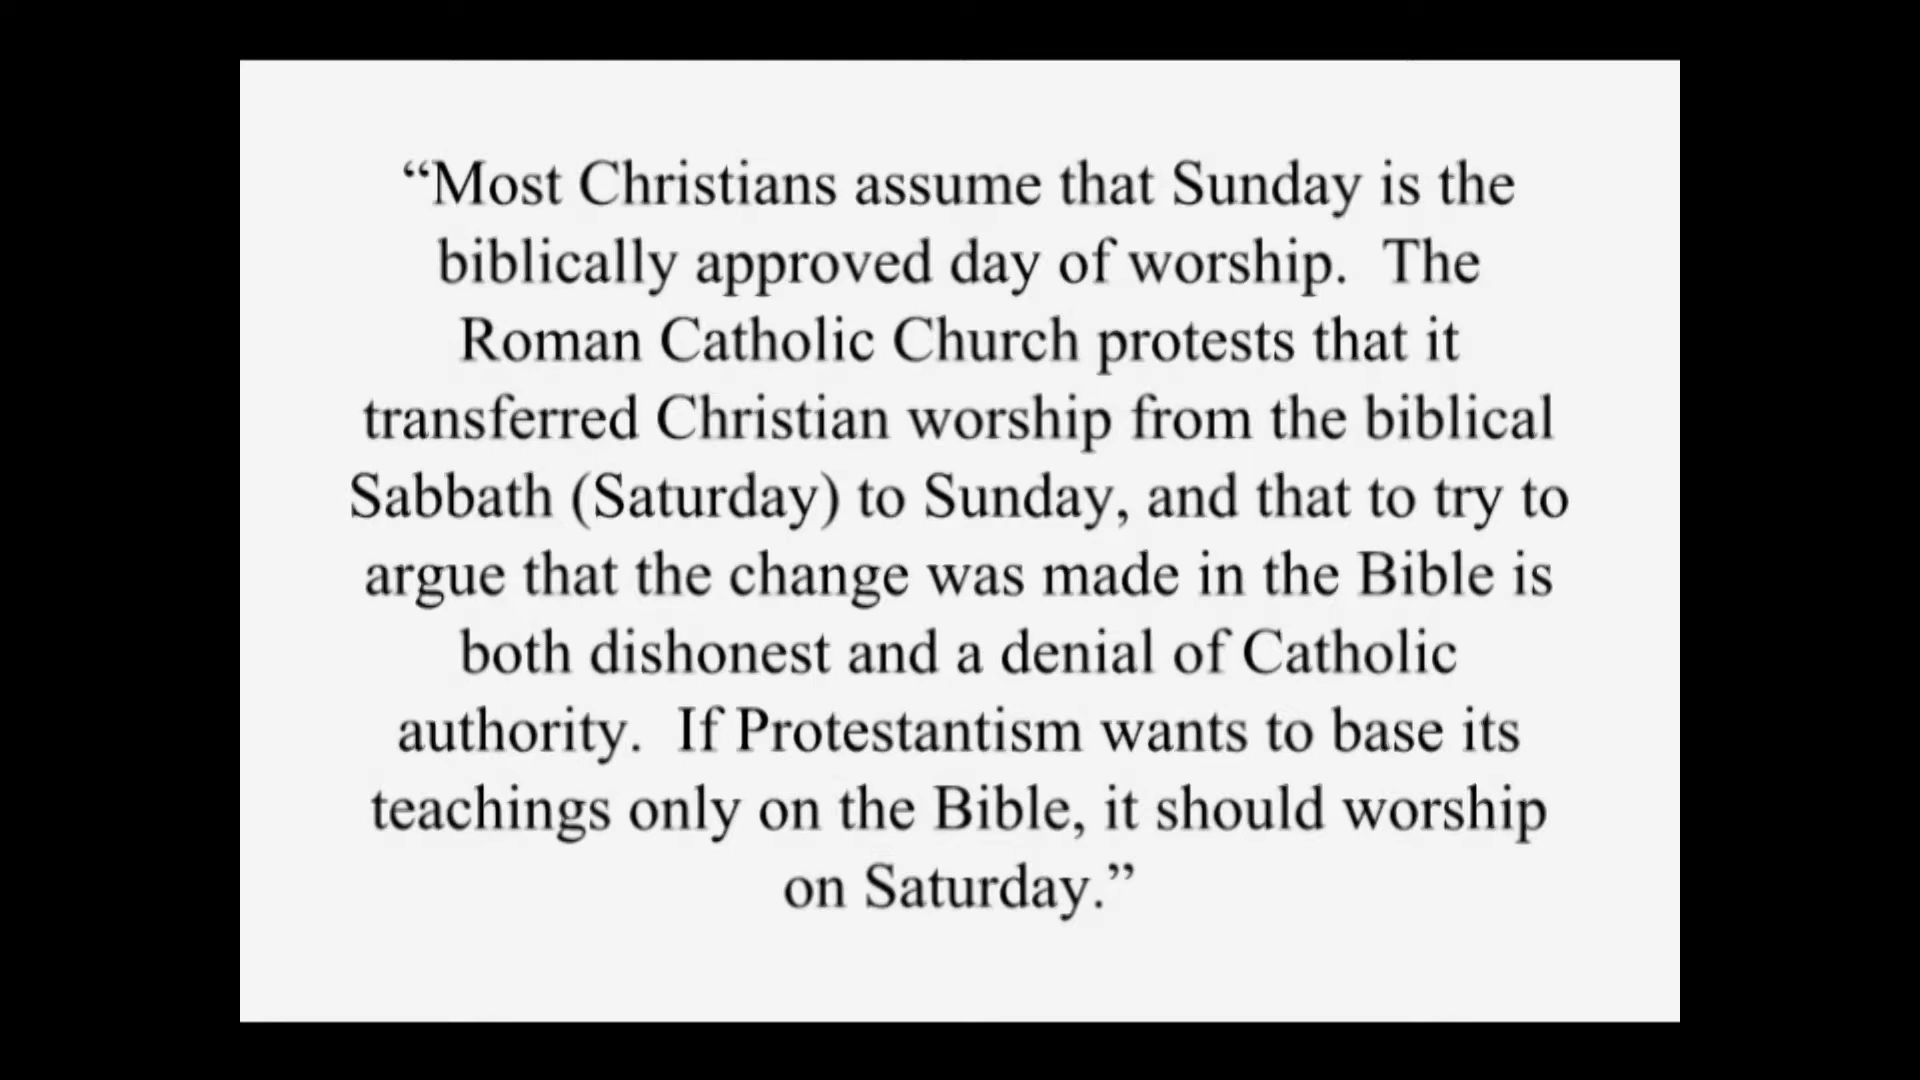 “Most Christians assume that Sunday is the
biblically approved day of worship.  The
Roman Catholic Church protests that it
transferred Christian worship from the biblical
Sabbath (Saturday) to Sunday, and that to try to
argue that the change was made in the Bible is
both dishonest and a denial of Catholic
authority.  If Protestantism wants to base its
teachings only on the Bible, it should worship
on Saturday.”